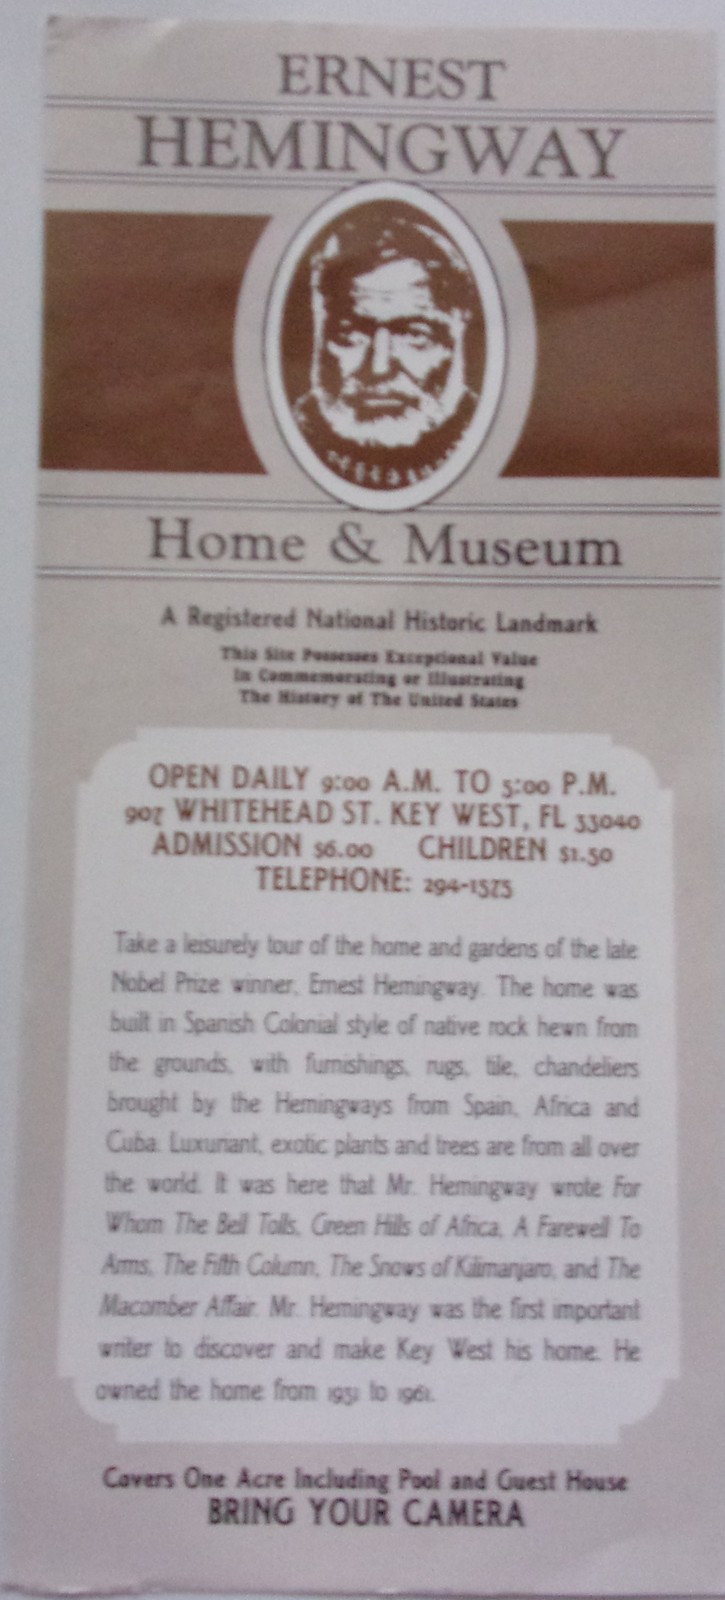 ERNEST
HEMINGWAY
Home & Museum
A Registered National Historic Landmark
This Site Possesses Exceptional Value
In Commemorating or Illustrating
The History of The United States
OPEN DAILY 9:00 A.M. TO 5:00 P.M.
907 WHITEHEAD ST. KEY WEST, FL 33040
ADMISSION $6.00 CHILDREN $1.50
TELEPHONE: 294-1575
Take a leisurely tour of the home and gardens of the late
Nobel Prize winner, Ernest Hemingway. The home was
built in Spanish Colonial style of native rock hewn from
the grounds, with furnishings, rugs, tile, chandeliers
brought by the Hemingways from Spain, Africa and
Cuba. Luxuriant, exotic plants and trees are from all over
the world. It was here that Mr. Hemingway wrote For
Whom The Bell Tolls, Green Hills of Africa, A Farewell To
Arms, The Fifth Column, The Snows of Kilimanjaro, and The
Macomber Affair. Mr. Hemingway was the first important
writer to discover and make Key West his home. He
owned the home from 1931 to 1961.
Covers One Acre Including Pool and Guest House
BRING YOUR CAMERA